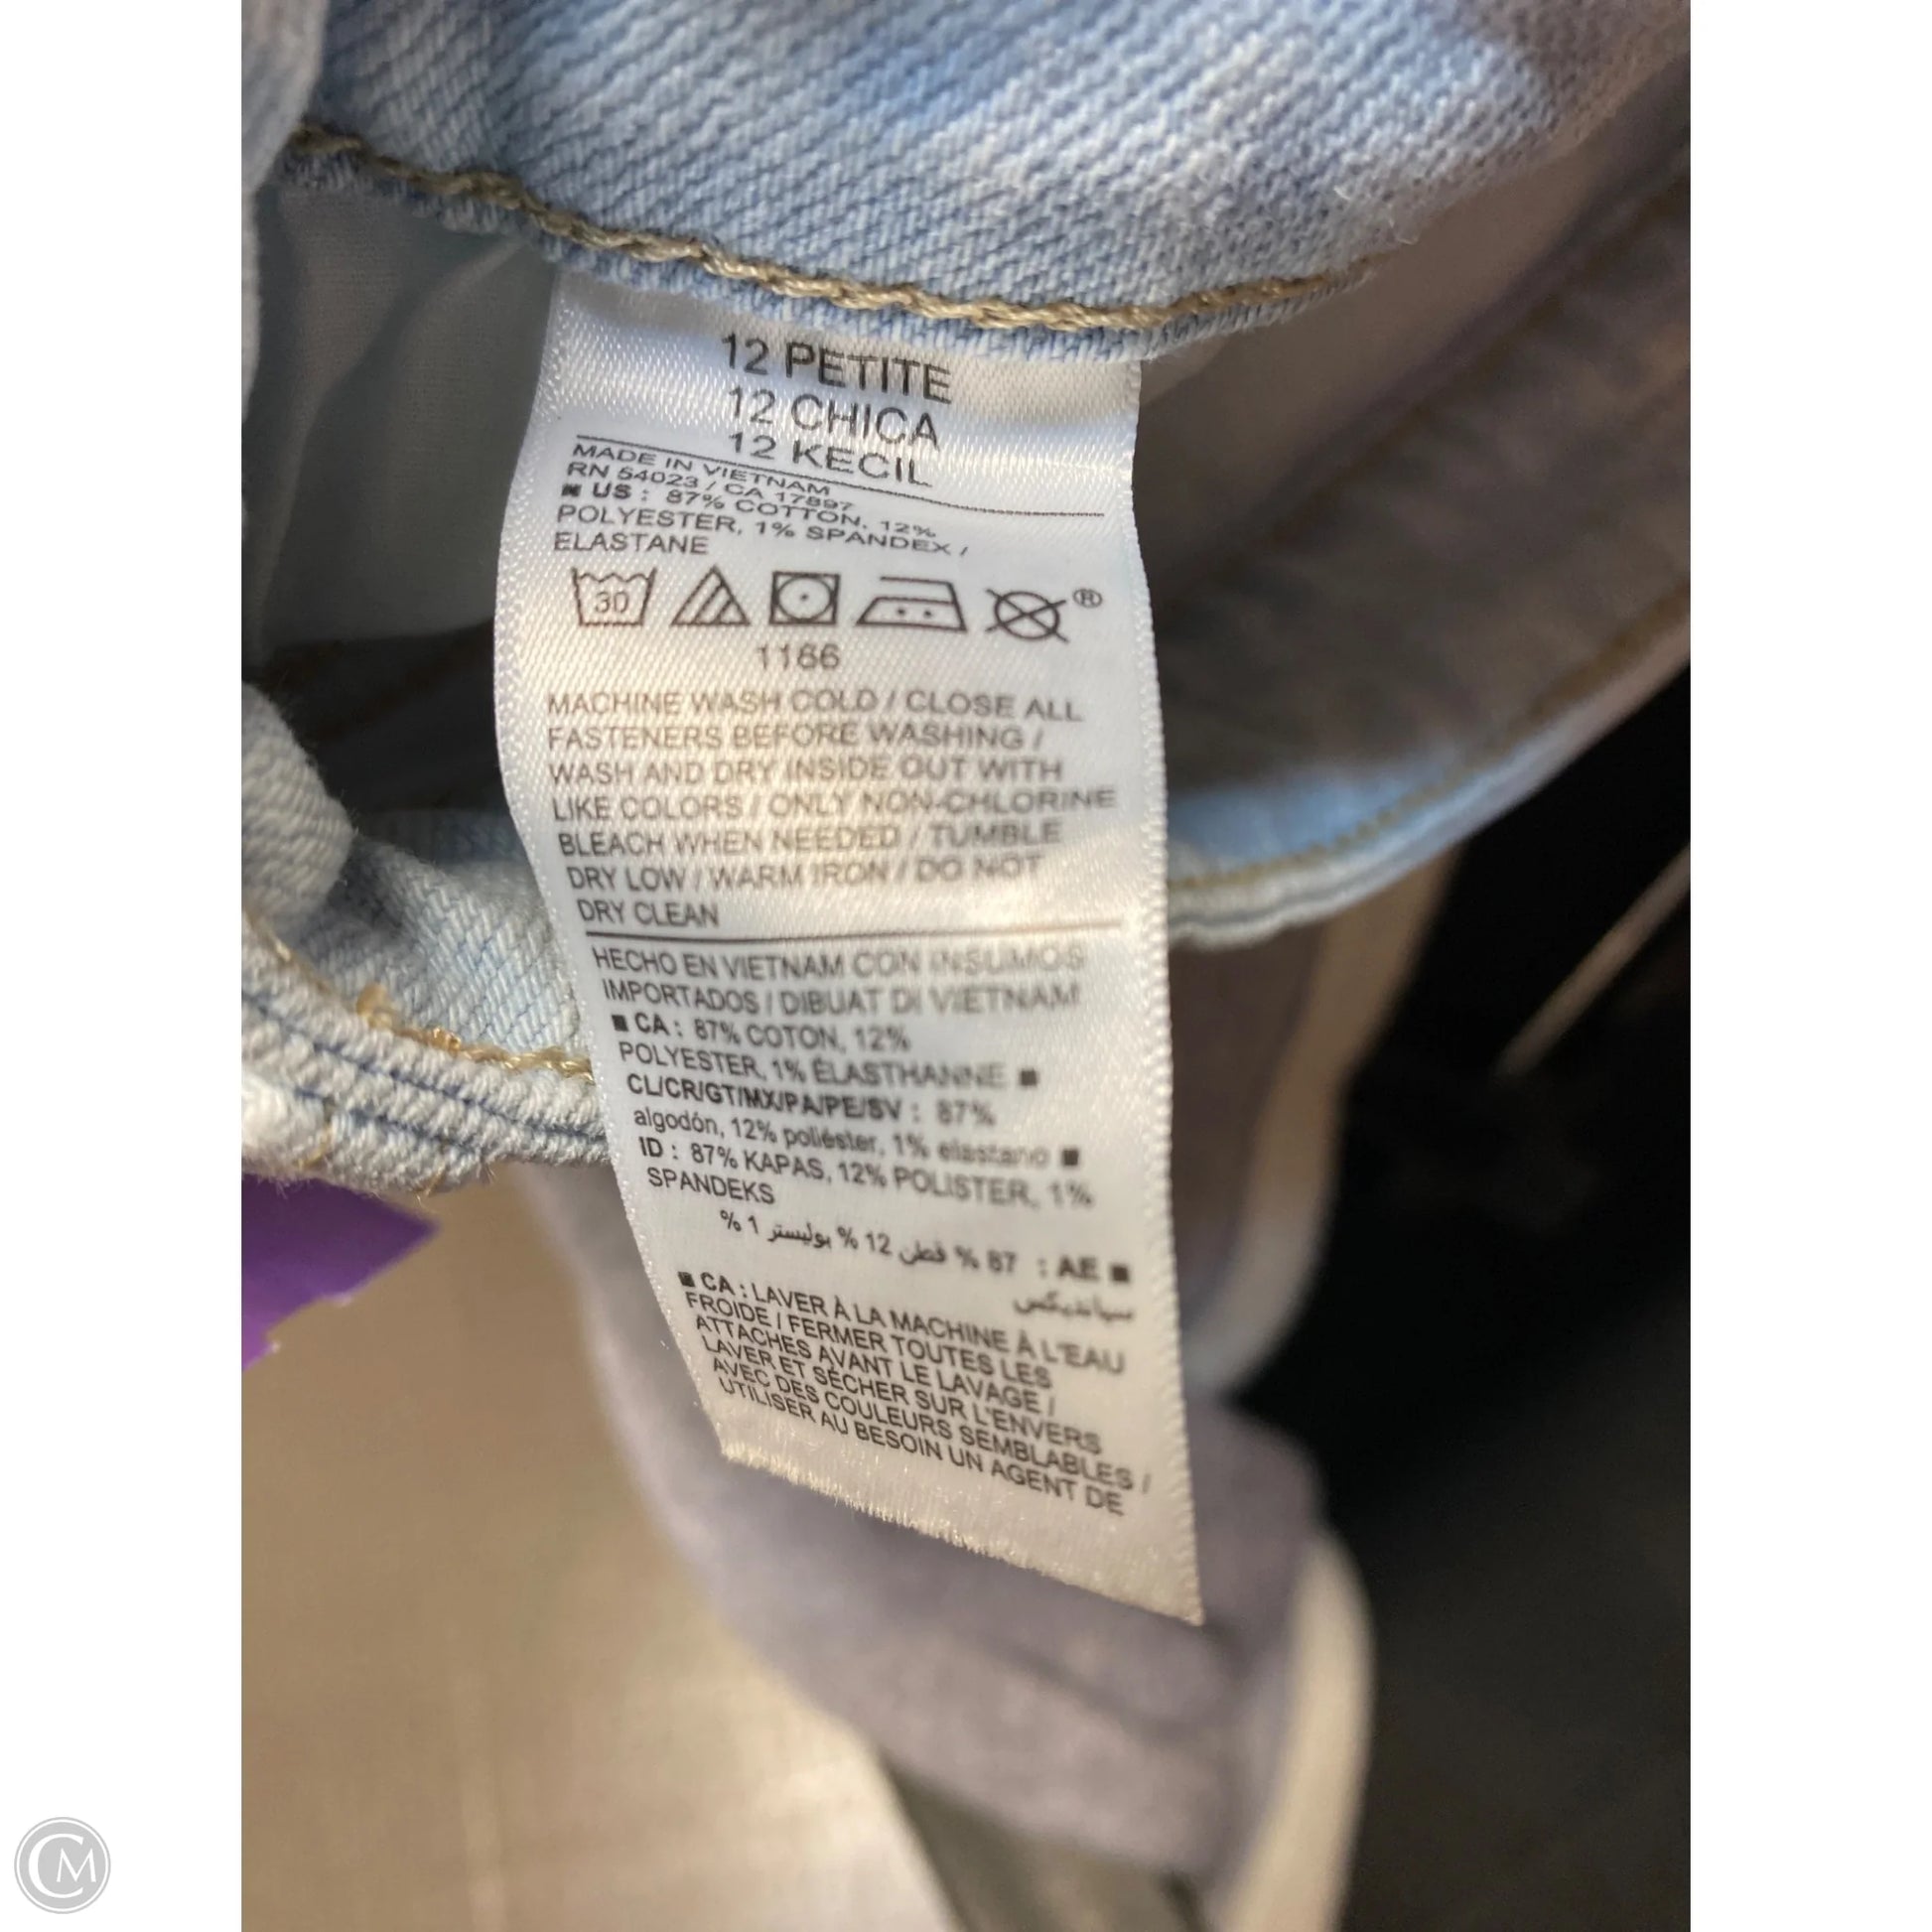 12 PETITE
12 CHICA
12 KECIL
MADE IN VIETNAM
RN 54023 / CA 17897
■ US : 87% COTTON, 12%
POLYESTER, 1% SPANDEX /
ELASTANE
30
®
1166
MACHINE WASH COLD / CLOSE ALL
FASTENERS BEFORE WASHING /
WASH AND DRY INSIDE OUT WITH
LIKE COLORS / ONLY NON-CHLORINE
BLEACH WHEN NEEDED / TUMBLE
DRY LOW / WARM IRON / DO NOT
DRY CLEAN
HECHO EN VIETNAM CON INSUMOS
IMPORTADOS / DIBUAT DI VIETNAM
■ CA : 87% COTON, 12%
POLYESTER, 1% ÉLASTHANNE ■
CL/CR/GT/MX/PA/PE/SV : 87%
algodón, 12% poliéster, 1% elastano ■
ID : 87% KAPAS, 12% POLISTER, 1%
SPANDEKS
■ AE : 87 % قطن 12 % بوليستر 1 %
سباندیكس
■ CA : LAVER À LA MACHINE À L'EAU
FROIDE / FERMER TOUTES LES
ATTACHES AVANT LE LAVAGE /
LAVER ET SÉCHER SUR L'ENVERS
AVEC DES COULEURS SEMBLABLES /
UTILISER AU BESOIN UN AGENT DE
CM